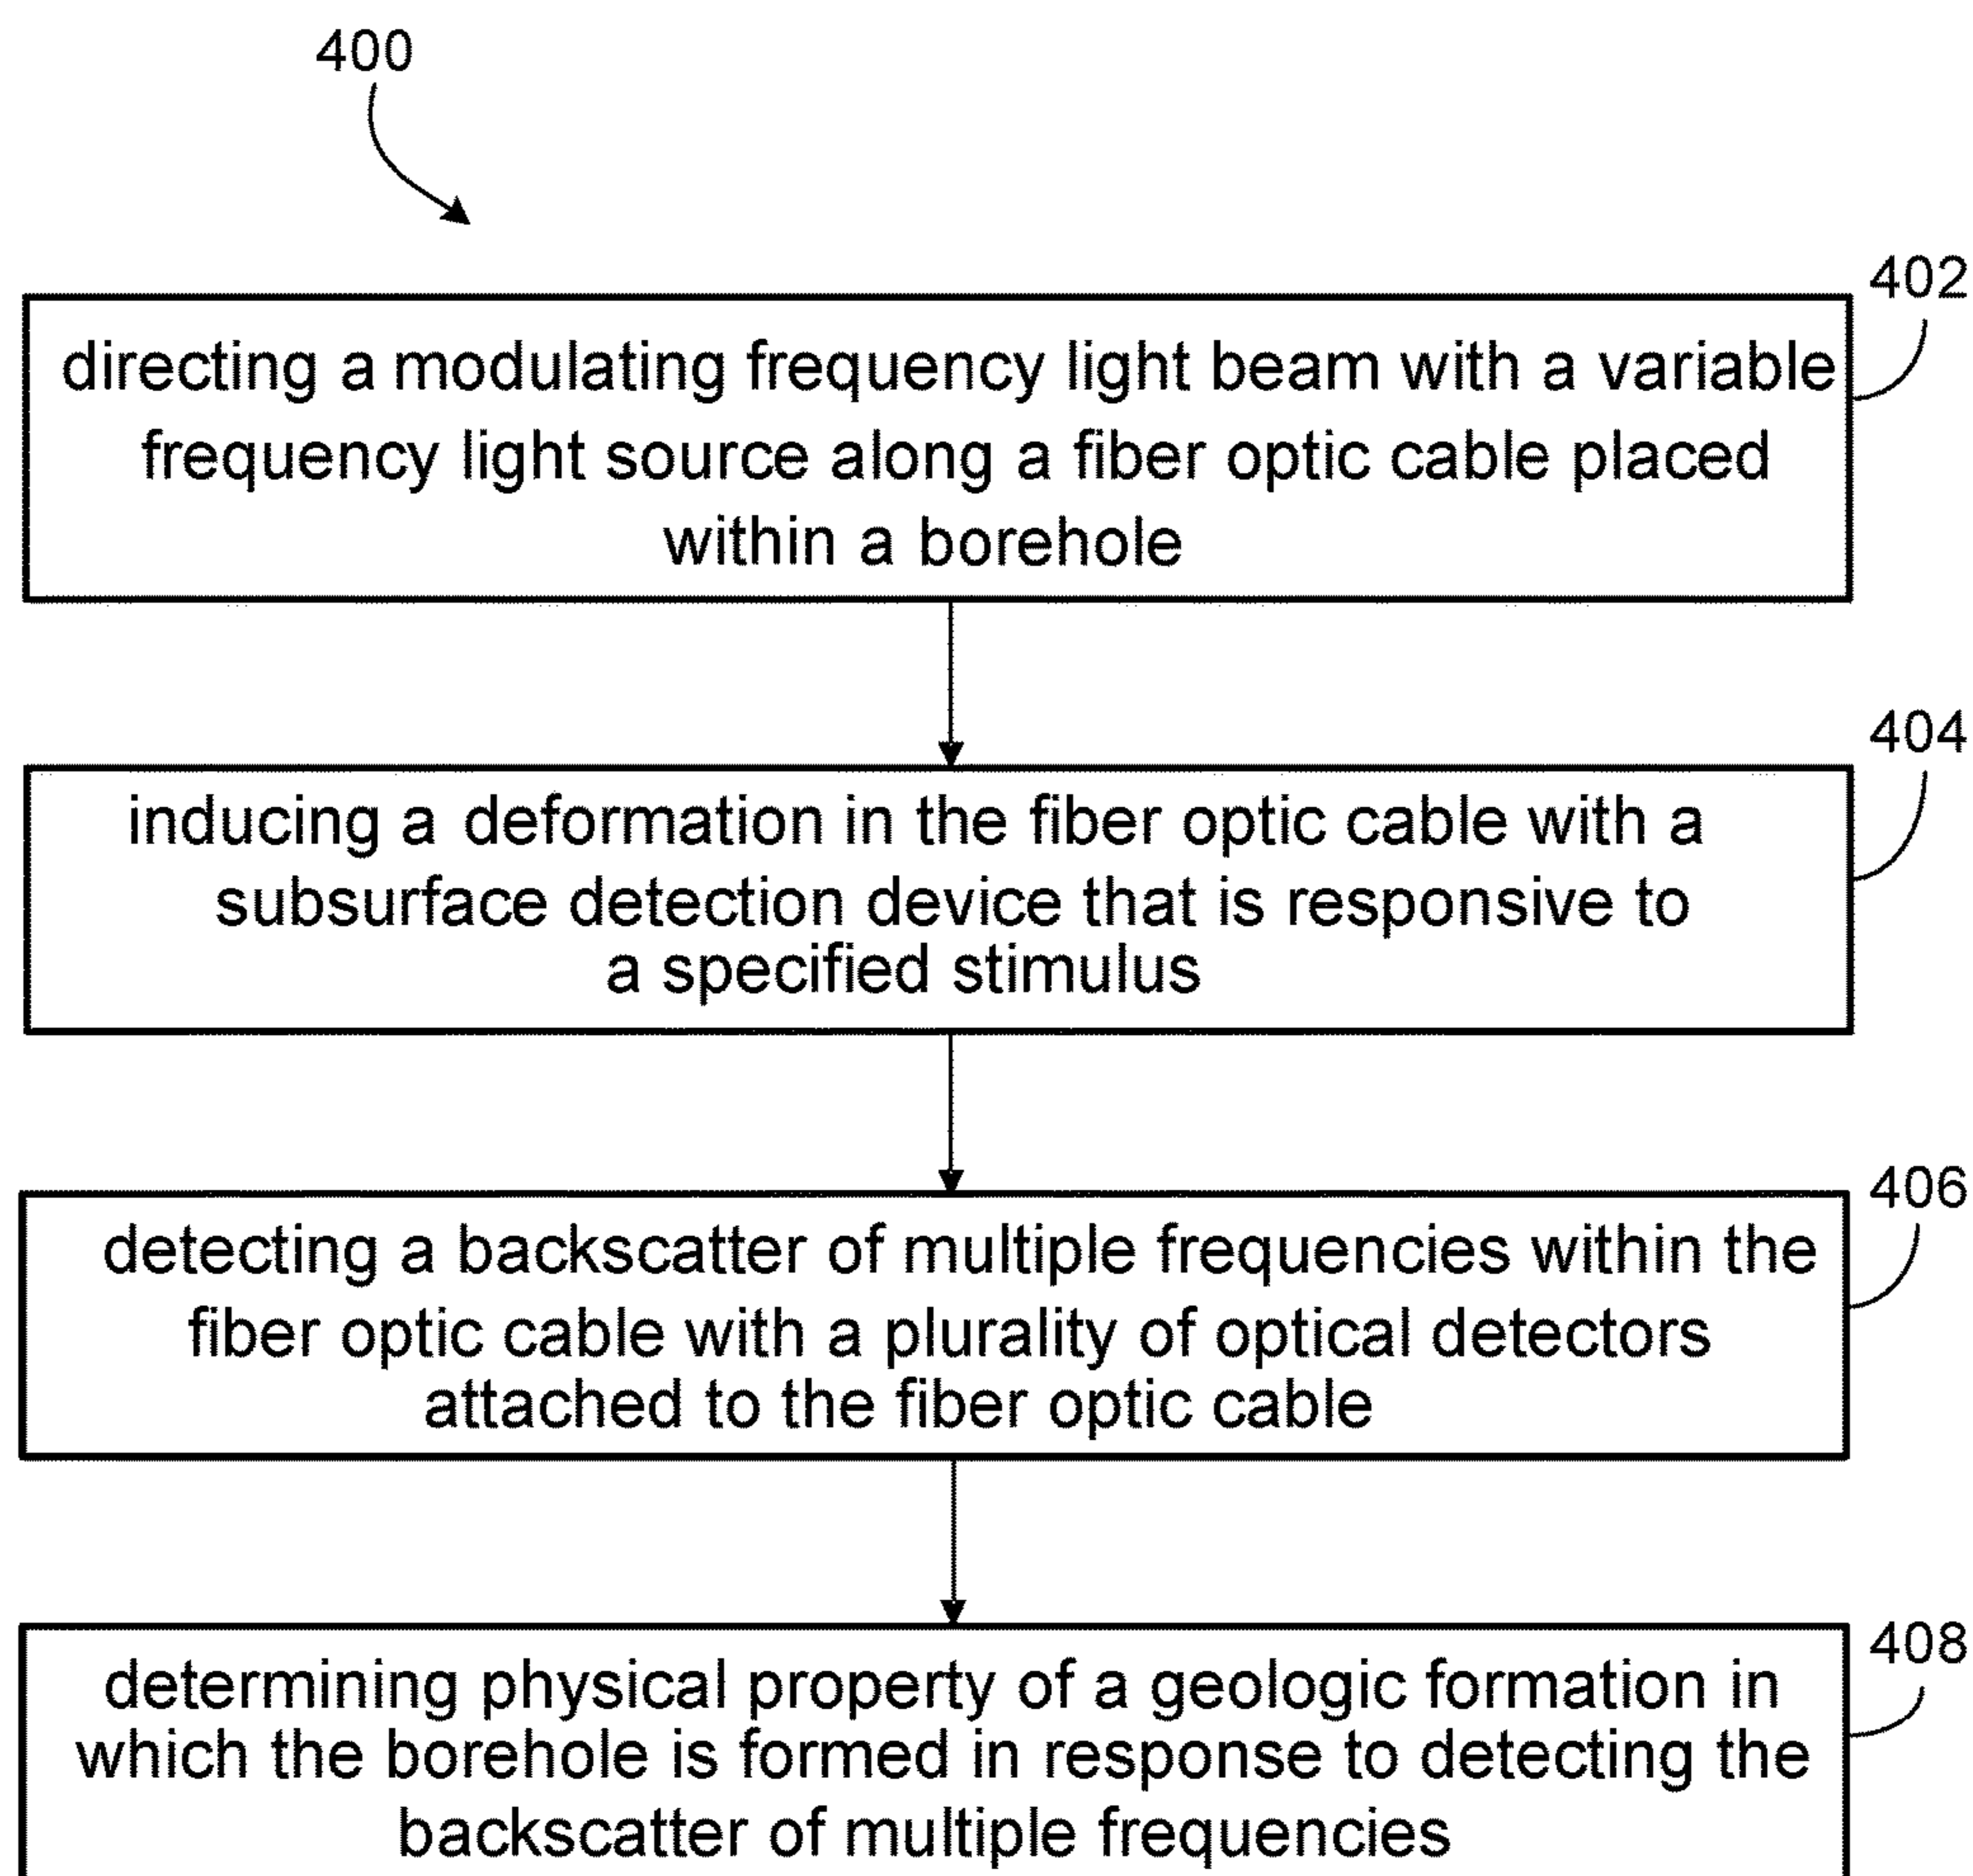 400
402
directing a modulating frequency light beam with a variable
frequency light source along a fiber optic cable placed
within a borehole
404
inducing a deformation in the fiber optic cable with a
subsurface detection device that is responsive to
a specified stimulus
406
detecting a backscatter of multiple frequencies within the
fiber optic cable with a plurality of optical detectors
attached to the fiber optic cable
408
determining physical property of a geologic formation in
which the borehole is formed in response to detecting the
backscatter of multiple frequencies